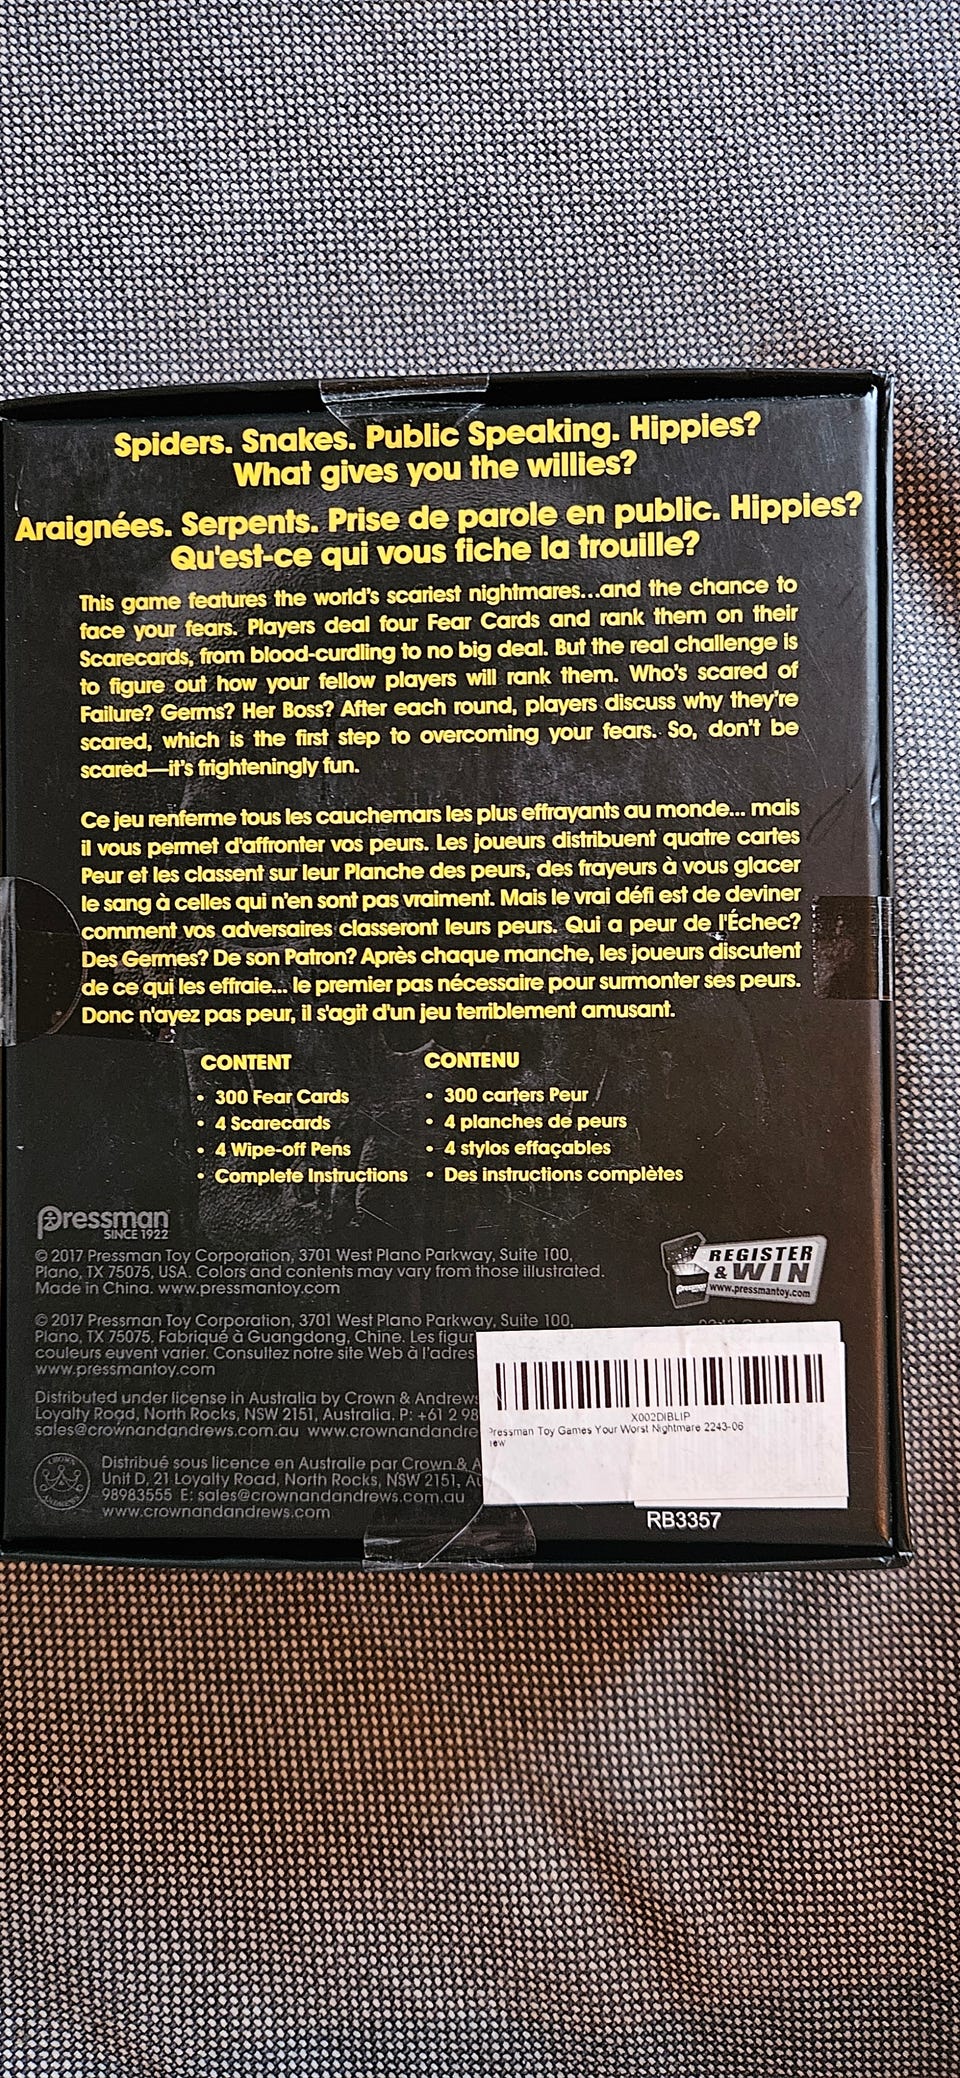 Spiders. Snakes. Public Speaking. Hippies?
What gives you the willies?
Araignées. Serpents. Prise de parole en public. Hippies?
Qu'est-ce qui vous fiche la trouille?
This game features the world's scariest nightmares...and the chance to
face your fears. Players deal four Fear Cards and rank them on their
Scarecards, from blood-curdling to no big deal. But the real challenge is
to figure out how your fellow players will rank them. Who's scared of
Failure? Germs? Her Boss? After each round, players discuss why they're
scared, which is the first step to overcoming your fears. So, don't be
scared—it's frighteningly fun.
Ce jeu renferme tous les cauchemars les plus effrayants au monde... mais
il vous permet d'affronter vos peurs. Les joueurs distribuent quatre cartes
Peur et les classent sur leur Planche des peurs, des frayeurs à vous glacer
le sang à celles qui n'en sont pas vraiment. Mais le vrai défi est de deviner
comment vos adversaires classeront leurs peurs. Qui a peur de l'Échec?
Des Germes? De son Patron? Après chaque manche, les joueurs discutent
de ce qui les effraie... le premier pas nécessaire pour surmonter ses peurs.
Donc n'ayez pas peur, il s'agit d'un jeu terriblement amusant.
CONTENT
• 300 Fear Cards
• 4 Scarecards
• 4 Wipe-off Pens
• Complete Instructions
CONTENU
• 300 carters Peur
• 4 planches de peurs
• 4 stylos effaçables
• Des instructions complètes
Pressman
SINCE 1922
© 2017 Pressman Toy Corporation, 3701 West Plano Parkway, Suite 100,
Plano, TX 75075, USA. Colors and contents may vary from those illustrated.
Made in China. www.pressmantoy.com
REGISTER
& WIN
www.pressmantoy.com
© 2017 Pressman Toy Corporation, 3701 West Plano Parkway, Suite 100,
Plano, TX 75075. Fabriqué à Guangdong, Chine. Les figur
couleurs euvent varier. Consultez notre site Web à l'adres
www.pressmantoy.com
Distributed under license in Australia by Crown & Andrews
Loyalty Road, North Rocks, NSW 2151, Australia. P: +61 2 98
sales@crownandandrews.com.au www.crownandandre
CROWN
ANDREWS
Distribué sous licence en Australie par Crown & A
Unit D, 21 Loyalty Road, North Rocks, NSW 2151, Au
98983555 E: sales@crownandandrews.com.au
www.crownandandrews.com
X002DIBLIP
Pressman Toy Games Your Worst Nightmare 2243-06
lew
RB3357